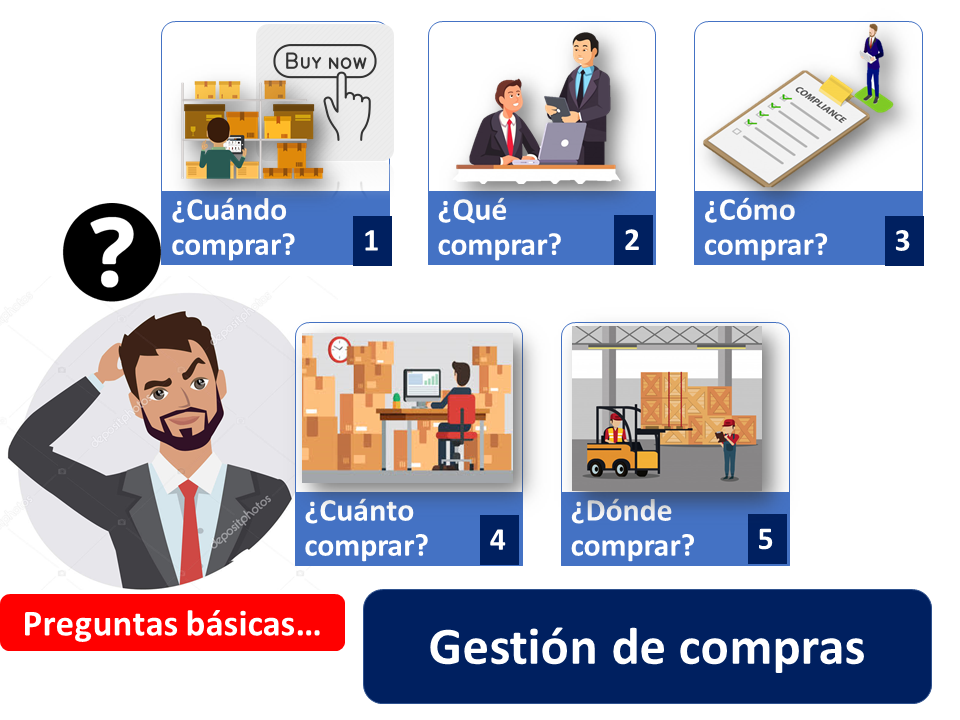 BUY NOW
COMPLIANCE
¿Cuándo
comprar?
1
¿Qué
comprar?
2
¿Cómo
comprar?
3
?
¿Cuánto
comprar?
4
¿Dónde
comprar?
5
depositphotos
Preguntas básicas...
Gestión de compras